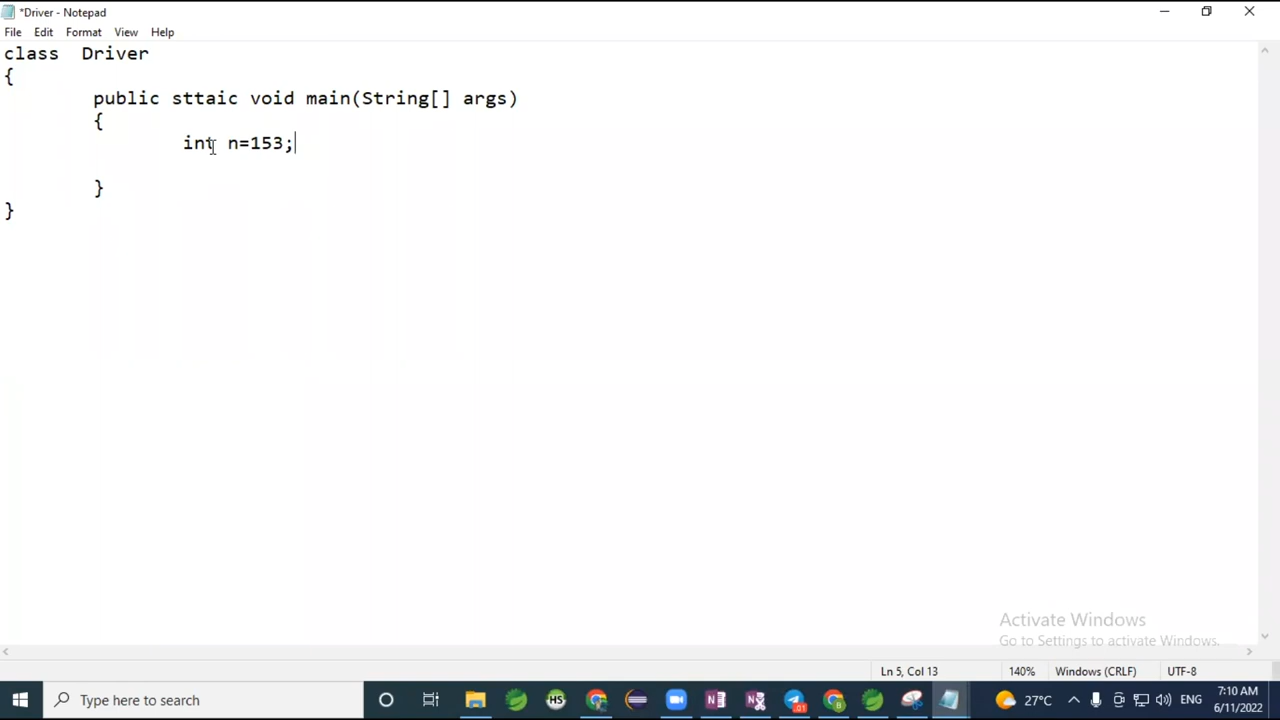 *Driver - Notepad
File Edit Format View Help
class  Driver
{
        public sttaic void main(String[] args)
        {
                int n=153;
        }
}
Activate Windows
Go to Settings to activate Windows.
Ln 5, Col 13 140% Windows (CRLF) UTF-8
Type here to search HS N N .01 B 27°C ENG 7:10 AM
6/11/2022